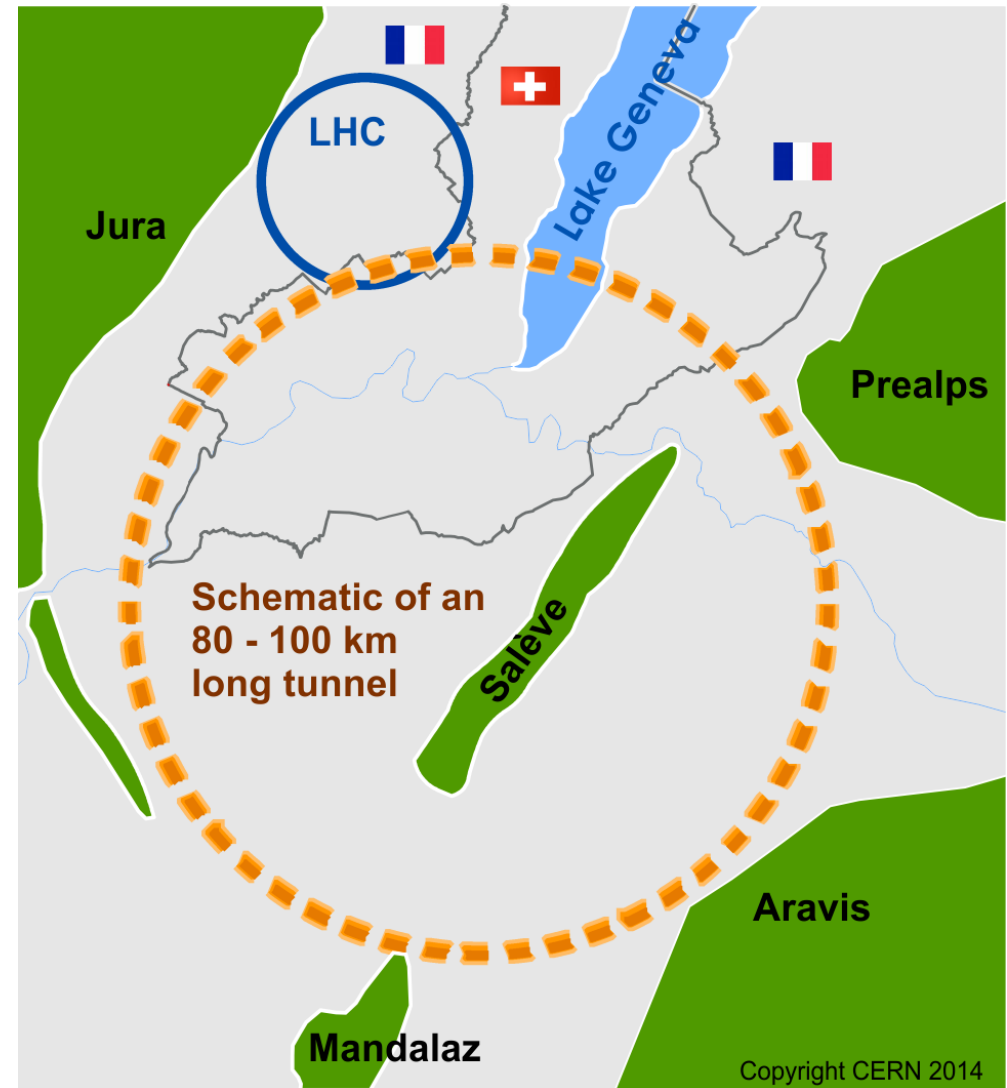 LHC
Lake Geneva
Jura
Prealps
Schematic of an
80 - 100 km
long tunnel
Salève
Aravis
Mandalaz
Copyright CERN 2014